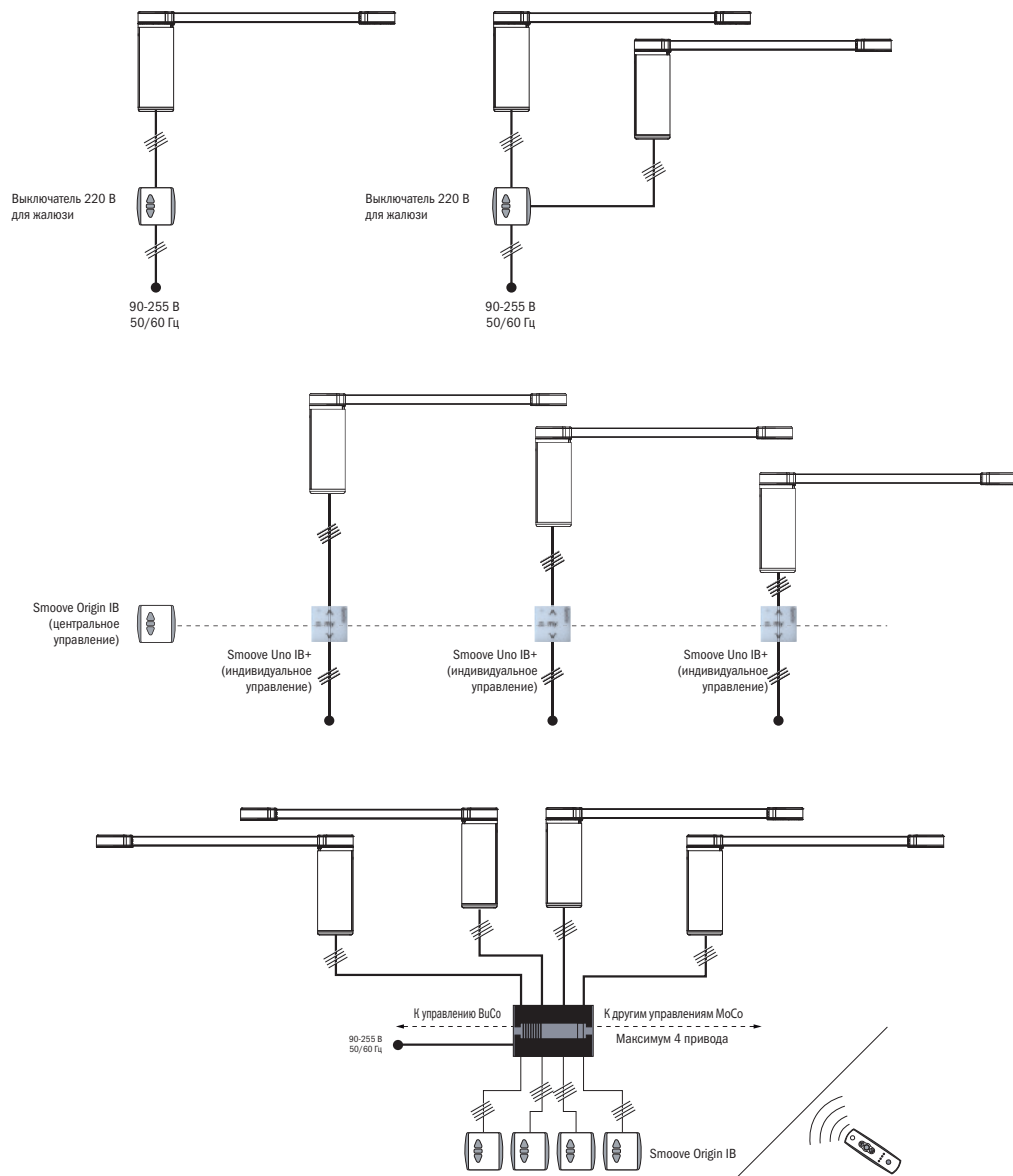 Выключатель 220 В
для жалюзи
90-255 В
50/60 Гц
Выключатель 220 В
для жалюзи
90-255 В
50/60 Гц
Smoove Origin IB
(центральное
управление)
Smoove Uno IB+
(индивидуальное
управление)
Smoove Uno IB+
(индивидуальное
управление)
Smoove Uno IB+
(индивидуальное
управление)
К управлению BuCo
К другим управлениям MoCo
90-255 В
50/60 Гц
Максимум 4 привода
Smoove Origin IB